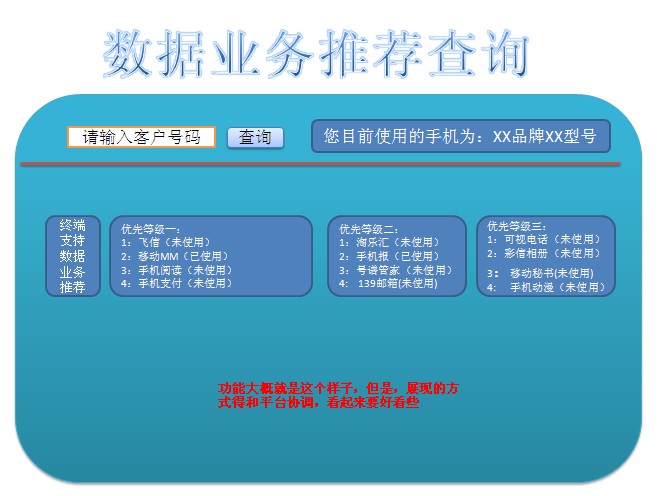 数据业务推荐查询
请输入客户号码
查询
您目前使用的手机为：XX品牌XX型号
终端
支持
数据
业务
推荐
优先等级一：
1：飞信（未使用）
2：移动MM（已使用）
3：手机阅读（未使用）
4：手机支付（未使用）
优先等级二：
1：淘乐汇（未使用）
2：手机报（已使用）
3：号谱管家（未使用）
4: 139邮箱(未使用)
优先等级三：
1：可视电话（未使用）
2：彩信相册（未使用）
3： 移动秘书(未使用)
4: 手机动漫（未使用）
功能大概就是这个样子，但是，展现的方
式得和平台协调，看起来要好看些